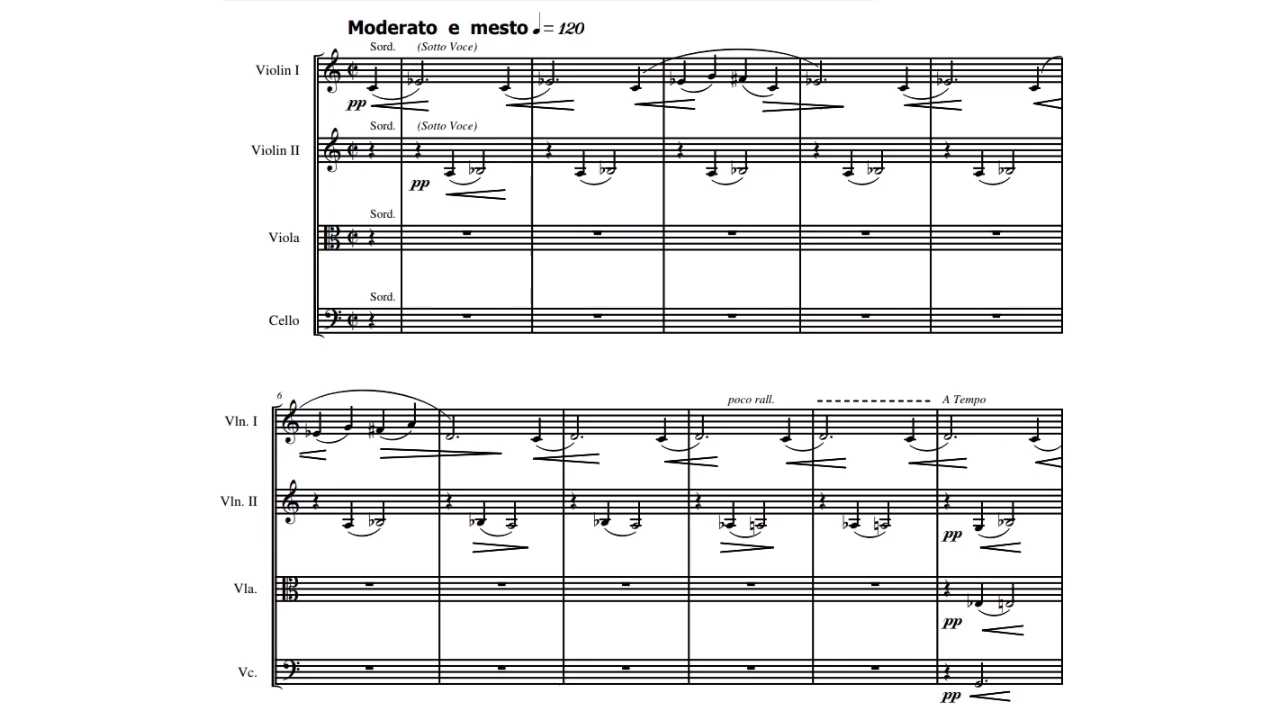 Moderato e mesto ♩= 120
Sord. (Sotto Voce)
Violin I
pp
Sord. (Sotto Voce)
Violin II
pp
Sord.
Viola
Sord.
Cello
6
poco rall. A Tempo
Vln. I
Vln. II
pp
Vla.
pp
Vc.
pp